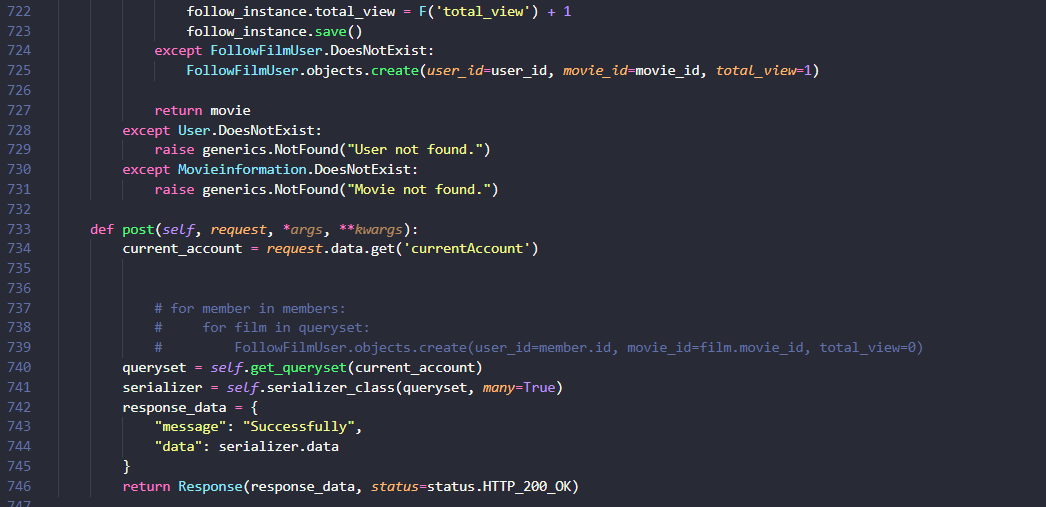 722 follow_instance.total_view = F('total_view') + 1
723 follow_instance.save()
724 except FollowFilmUser.DoesNotExist:
725 FollowFilmUser.objects.create(user_id=user_id, movie_id=movie_id, total_view=1)
726
727 return movie
728 except User.DoesNotExist:
729 raise generics.NotFound("User not found.")
730 except Movieinformation.DoesNotExist:
731 raise generics.NotFound("Movie not found.")
732
733 def post(self, request, *args, **kwargs):
734 current_account = request.data.get('currentAccount')
735
736
737 # for member in members:
738 #     for film in queryset:
739 #         FollowFilmUser.objects.create(user_id=member.id, movie_id=film.movie_id, total_view=0)
740 queryset = self.get_queryset(current_account)
741 serializer = self.serializer_class(queryset, many=True)
742 response_data = {
743 "message": "Successfully",
744 "data": serializer.data
745 }
746 return Response(response_data, status=status.HTTP_200_OK)
747